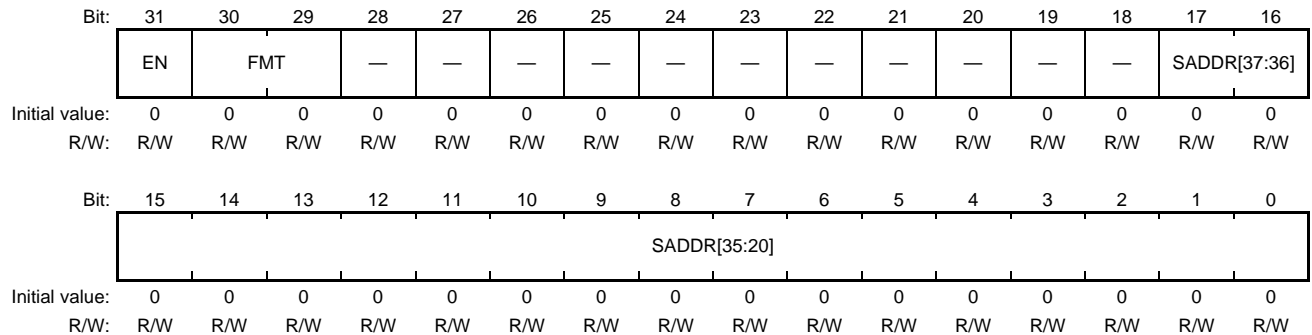 Bit: 31 30 29 28 27 26 25 24 23 22 21 20 19 18 17 16
EN FMT — — — — — — — — — — — SADDR[37:36]
Initial value: 0 0 0 0 0 0 0 0 0 0 0 0 0 0 0 0
R/W: R/W R/W R/W R/W R/W R/W R/W R/W R/W R/W R/W R/W R/W R/W R/W R/W
Bit: 15 14 13 12 11 10 9 8 7 6 5 4 3 2 1 0
SADDR[35:20]
Initial value: 0 0 0 0 0 0 0 0 0 0 0 0 0 0 0 0
R/W: R/W R/W R/W R/W R/W R/W R/W R/W R/W R/W R/W R/W R/W R/W R/W R/W